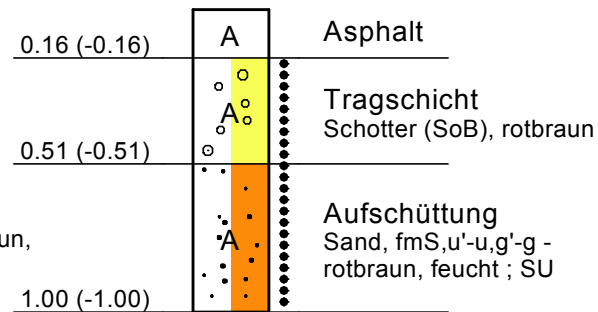 A
Asphalt
0.16 (-0.16)
A
Tragschicht
Schotter (SoB), rotbraun
0.51 (-0.51)
Aufschüttung
un,
A
Sand, fmS,u'-u,g'-g -
rotbraun, feucht ; SU
1.00 (-1.00)